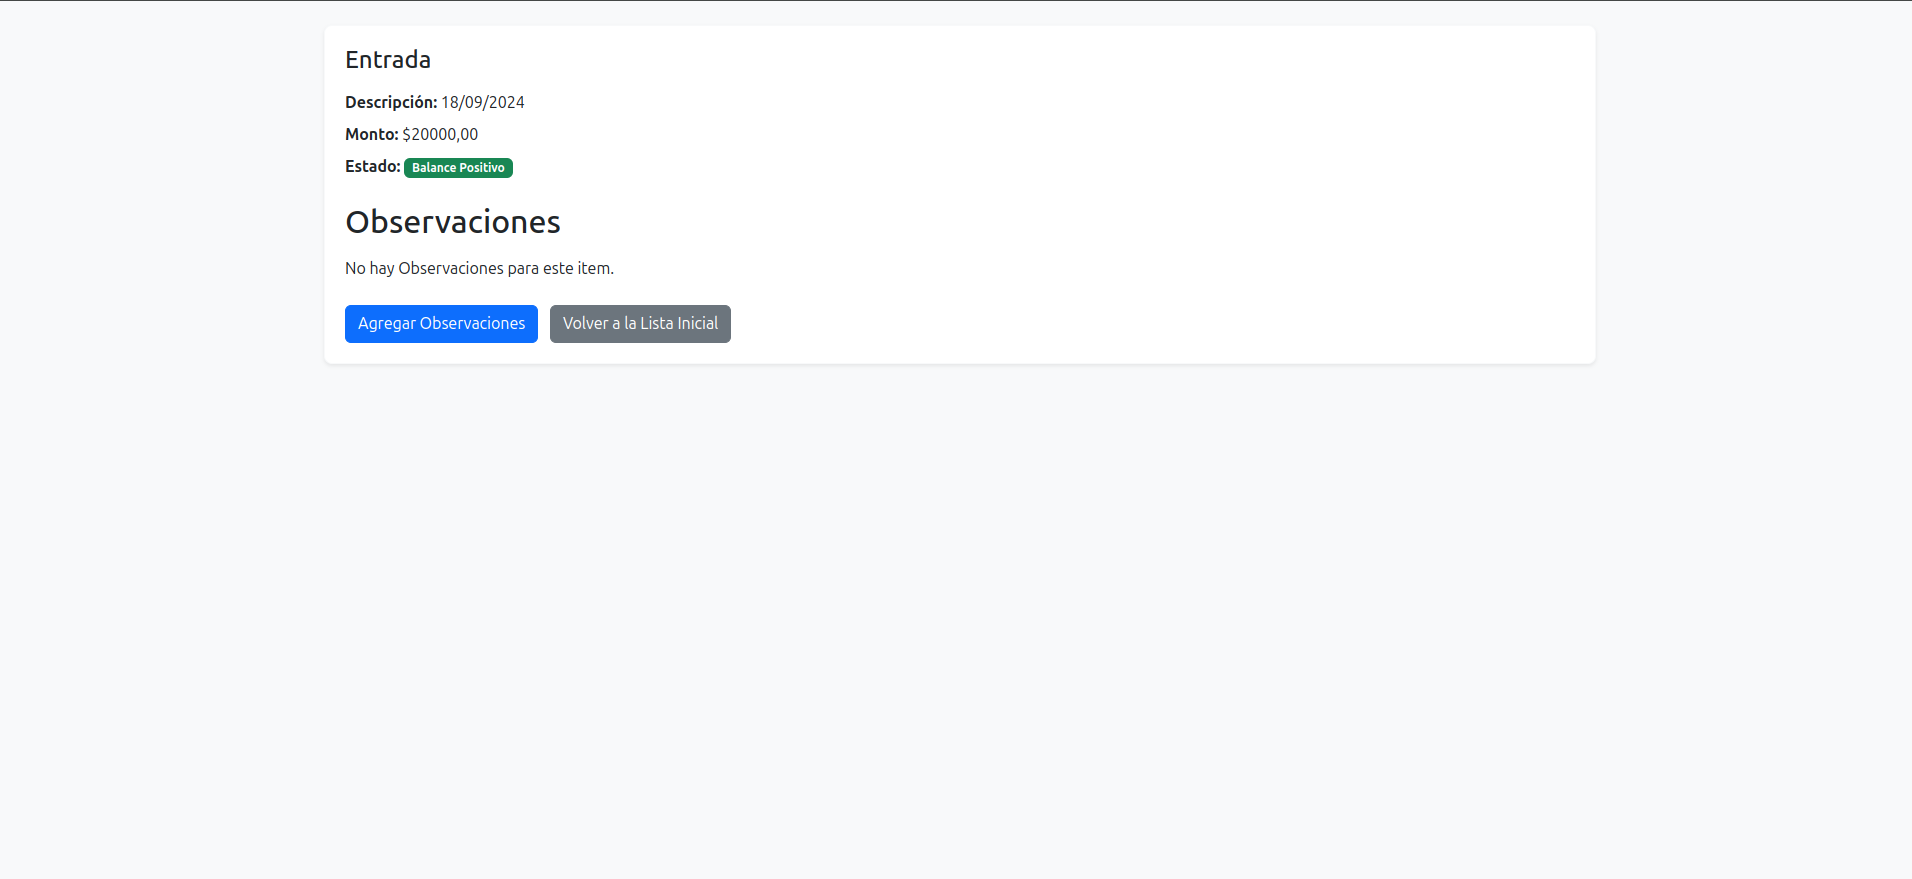 Entrada
Descripción: 18/09/2024
Monto: $20000,00
Estado: Balance Positivo
Observaciones
No hay Observaciones para este item.
Agregar Observaciones Volver a la Lista Inicial